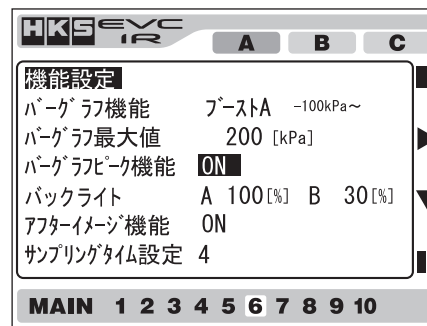 HKS EVC IR
A B C
機能設定
バーグラフ機能 ブーストA -100kPa～
バーグラフ最大値 200 [kPa]
バーグラフピーク機能 ON
バックライト A 100[%] B 30[%]
アフターイメージ機能 ON
サンプリングタイム設定 4
MAIN 1 2 3 4 5 6 7 8 9 10